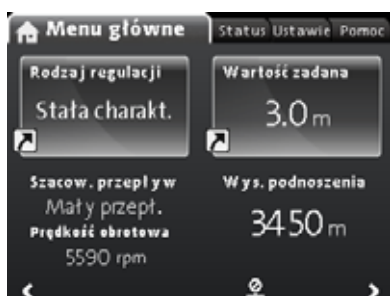 Menu główne
Status
Ustawie
Pomoc
Rodzaj regulacji
Stała charakt.
Wartość zadana
3.0 m
Szacow. przepływ
Mały przepł.
Prędkość obrotowa
5590 rpm
Wys. podnoszenia
3450 m